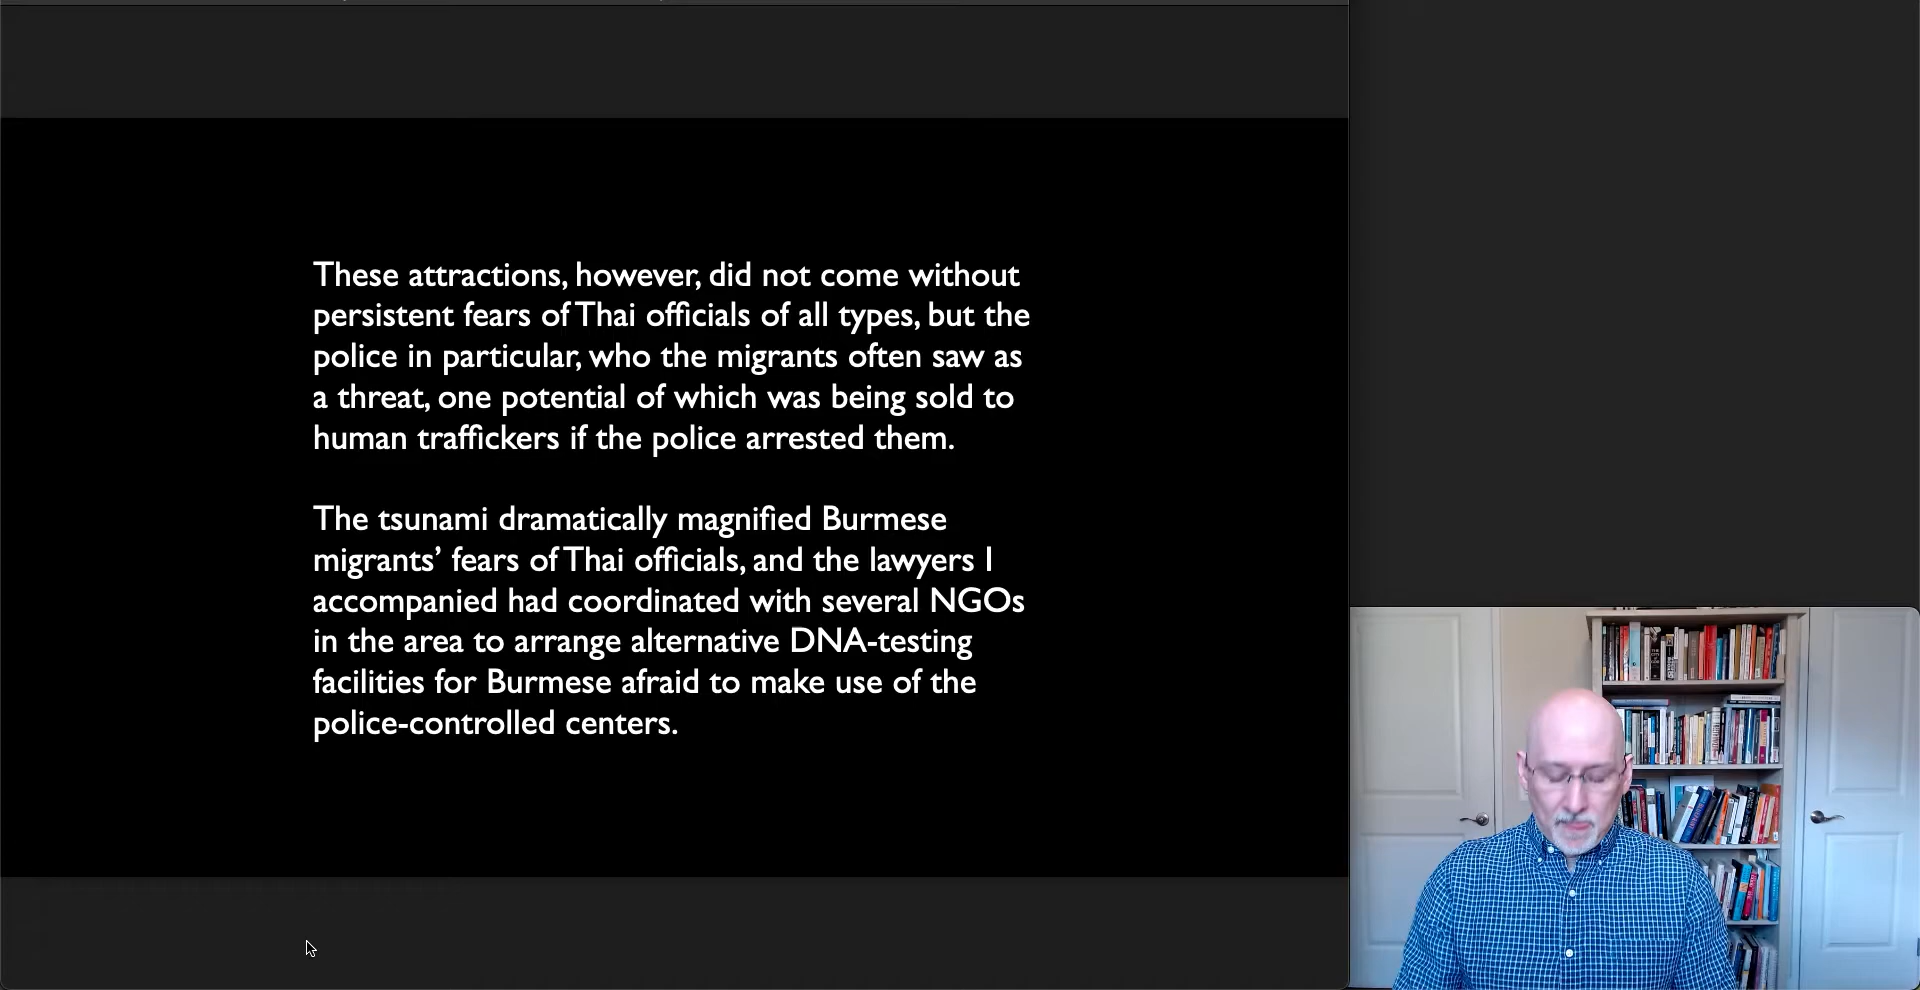 These attractions, however, did not come without
persistent fears of Thai officials of all types, but the
police in particular, who the migrants often saw as
a threat, one potential of which was being sold to
human traffickers if the police arrested them.
The tsunami dramatically magnified Burmese
migrants’ fears of Thai officials, and the lawyers I
accompanied had coordinated with several NGOs
in the area to arrange alternative DNA-testing
facilities for Burmese afraid to make use of the
police-controlled centers.